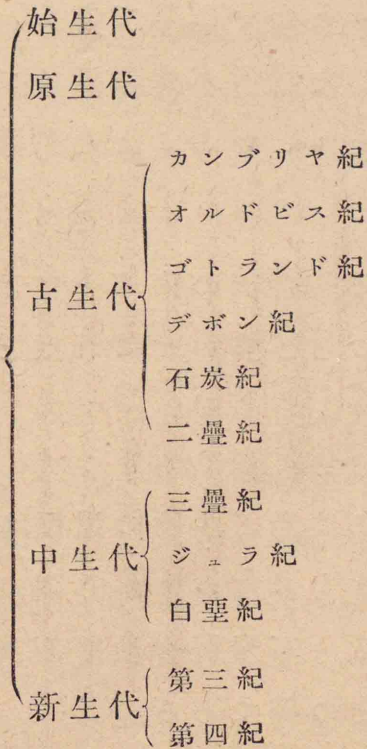 始生代
原生代
古生代
カンブリヤ紀
オルドビス紀
ゴトランド紀
デボン紀
石炭紀
二疊紀
中生代
三疊紀
ジュラ紀
白堊紀
新生代
第三紀
第四紀